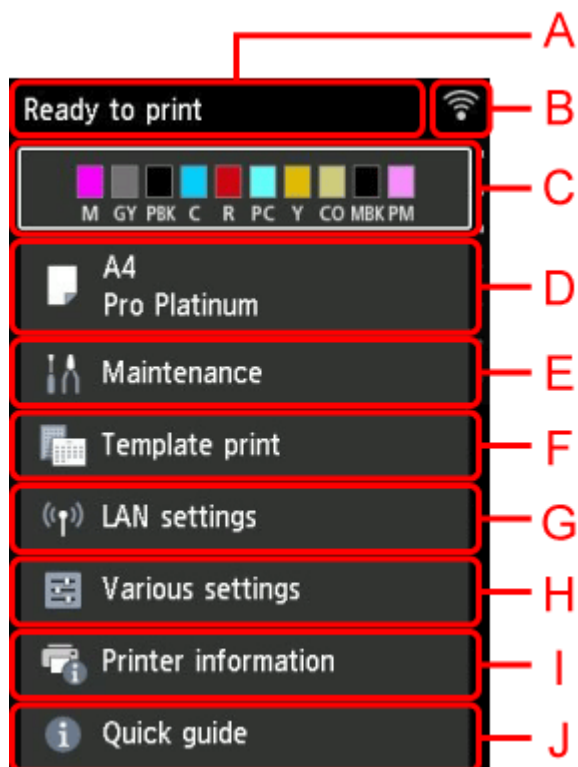 A
Ready to print
B
C
M GY PBK C R PC Y CO MBK PM
A4
Pro Platinum
D
Maintenance
E
Template print
F
LAN settings
G
Various settings
H
Printer information
I
Quick guide
J